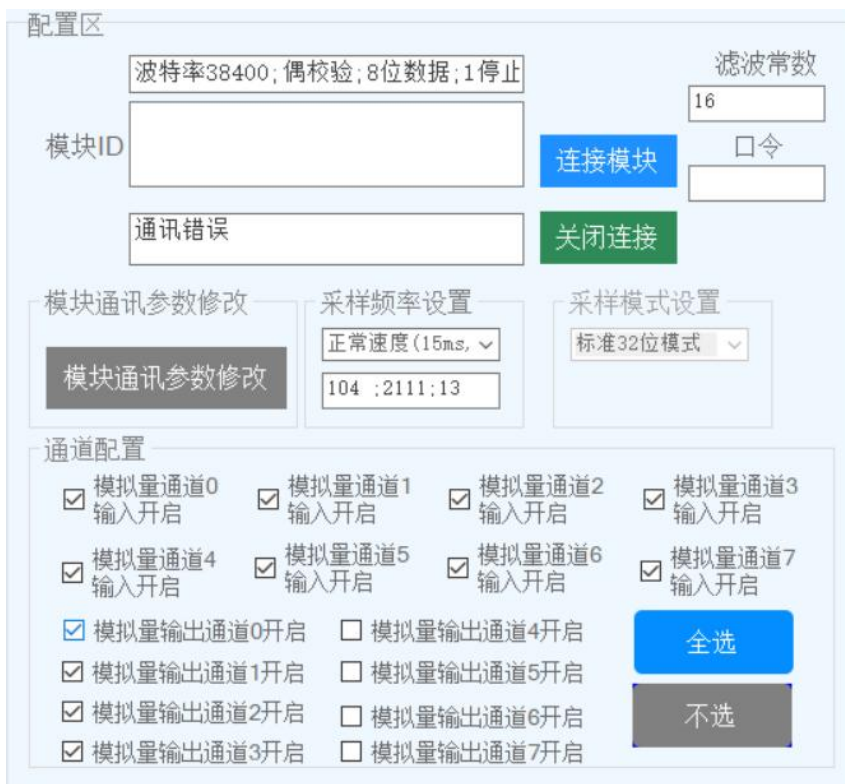 配置区
波特率38400;偶校验;8位数据;1停止
滤波常数
16
模块ID
连接模块
口令
通讯错误
关闭连接
模块通讯参数修改
采样频率设置
采样模式设置
正常速度(15ms,
标准32位模式
模块通讯参数修改
104 ;2111;13
通道配置
模拟量通道0
输入开启
模拟量通道1
输入开启
模拟量通道2
输入开启
模拟量通道3
输入开启
模拟量通道4
输入开启
模拟量通道5
输入开启
模拟量通道6
输入开启
模拟量通道7
输入开启
模拟量输出通道0开启
模拟量输出通道4开启
全选
模拟量输出通道1开启
模拟量输出通道5开启
模拟量输出通道2开启
模拟量输出通道6开启
不选
模拟量输出通道3开启
模拟量输出通道7开启